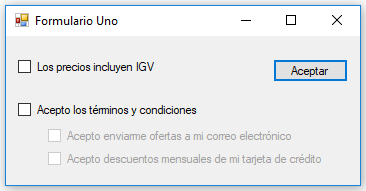 Formulario Uno
Los precios incluyen IGV
Aceptar
Acepto los términos y condiciones
Acepto enviarme ofertas a mi correo electrónico
Acepto descuentos mensuales de mi tarjeta de crédito